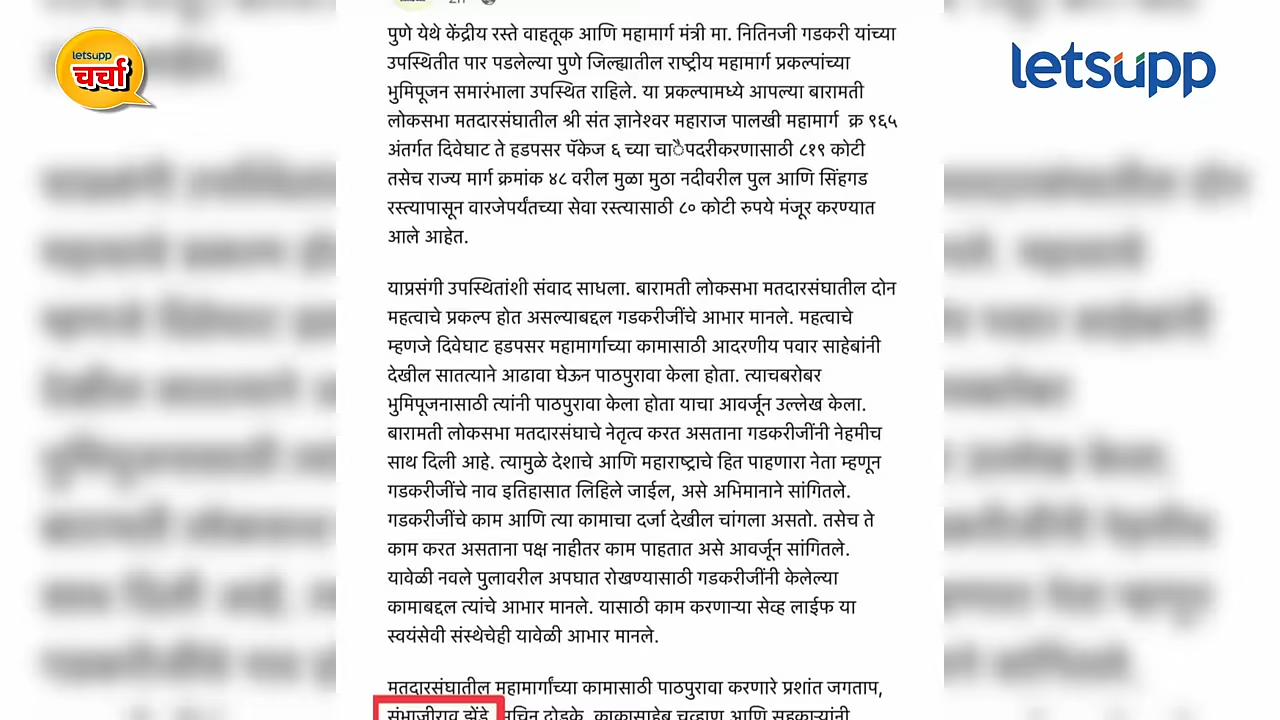 letsupp
चर्चा
letsupp
2h
पुणे येथे केंद्रीय रस्ते वाहतूक आणि महामार्ग मंत्री मा. नितिनजी गडकरी यांच्या
उपस्थितीत पार पडलेल्या पुणे जिल्ह्यातील राष्ट्रीय महामार्ग प्रकल्पांच्या
भुमिपूजन समारंभाला उपस्थित राहिले. या प्रकल्पामध्ये आपल्या बारामती
लोकसभा मतदारसंघातील श्री संत ज्ञानेश्वर महाराज पालखी महामार्ग क्र ९६५
अंतर्गत दिवेघाट ते हडपसर पॅकेज ६ च्या चाैपदरीकरणासाठी ८१९ कोटी
तसेच राज्य मार्ग क्रमांक ४८ वरील मुळा मुठा नदीवरील पुल आणि सिंहगड
रस्त्यापासून वारजेपर्यंतच्या सेवा रस्त्यासाठी ८० कोटी रुपये मंजूर करण्यात
आले आहेत.
याप्रसंगी उपस्थितांशी संवाद साधला. बारामती लोकसभा मतदारसंघातील दोन
महत्वाचे प्रकल्प होत असल्याबद्दल गडकरीजींचे आभार मानले. महत्वाचे
म्हणजे दिवेघाट हडपसर महामार्गाच्या कामासाठी आदरणीय पवार साहेबांनी
देखील सातत्याने आढावा घेऊन पाठपुरावा केला होता. त्याचबरोबर
भुमिपूजनासाठी त्यांनी पाठपुरावा केला होता याचा आवर्जून उल्लेख केला.
बारामती लोकसभा मतदारसंघाचे नेतृत्व करत असताना गडकरीजींनी नेहमीच
साथ दिली आहे. त्यामुळे देशाचे आणि महाराष्ट्राचे हित पाहणारा नेता म्हणून
गडकरीजींचे नाव इतिहासात लिहिले जाईल, असे अभिमानाने सांगितले.
गडकरीजींचे काम आणि त्या कामाचा दर्जा देखील चांगला असतो. तसेच ते
काम करत असताना पक्ष नाहीतर काम पाहतात असे आवर्जून सांगितले.
यावेळी नवले पुलावरील अपघात रोखण्यासाठी गडकरीजींनी केलेल्या
कामाबद्दल त्यांचे आभार मानले. यासाठी काम करणाऱ्या सेव्ह लाईफ या
स्वयंसेवी संस्थेचेही यावेळी आभार मानले.
मतदारसंघातील महामार्गांच्या कामासाठी पाठपुरावा करणारे प्रशांत जगताप,
संभाजीराव झेंडे, सचिन दोडके, काकासाहेब चव्हाण आणि सहकाऱ्यांनी